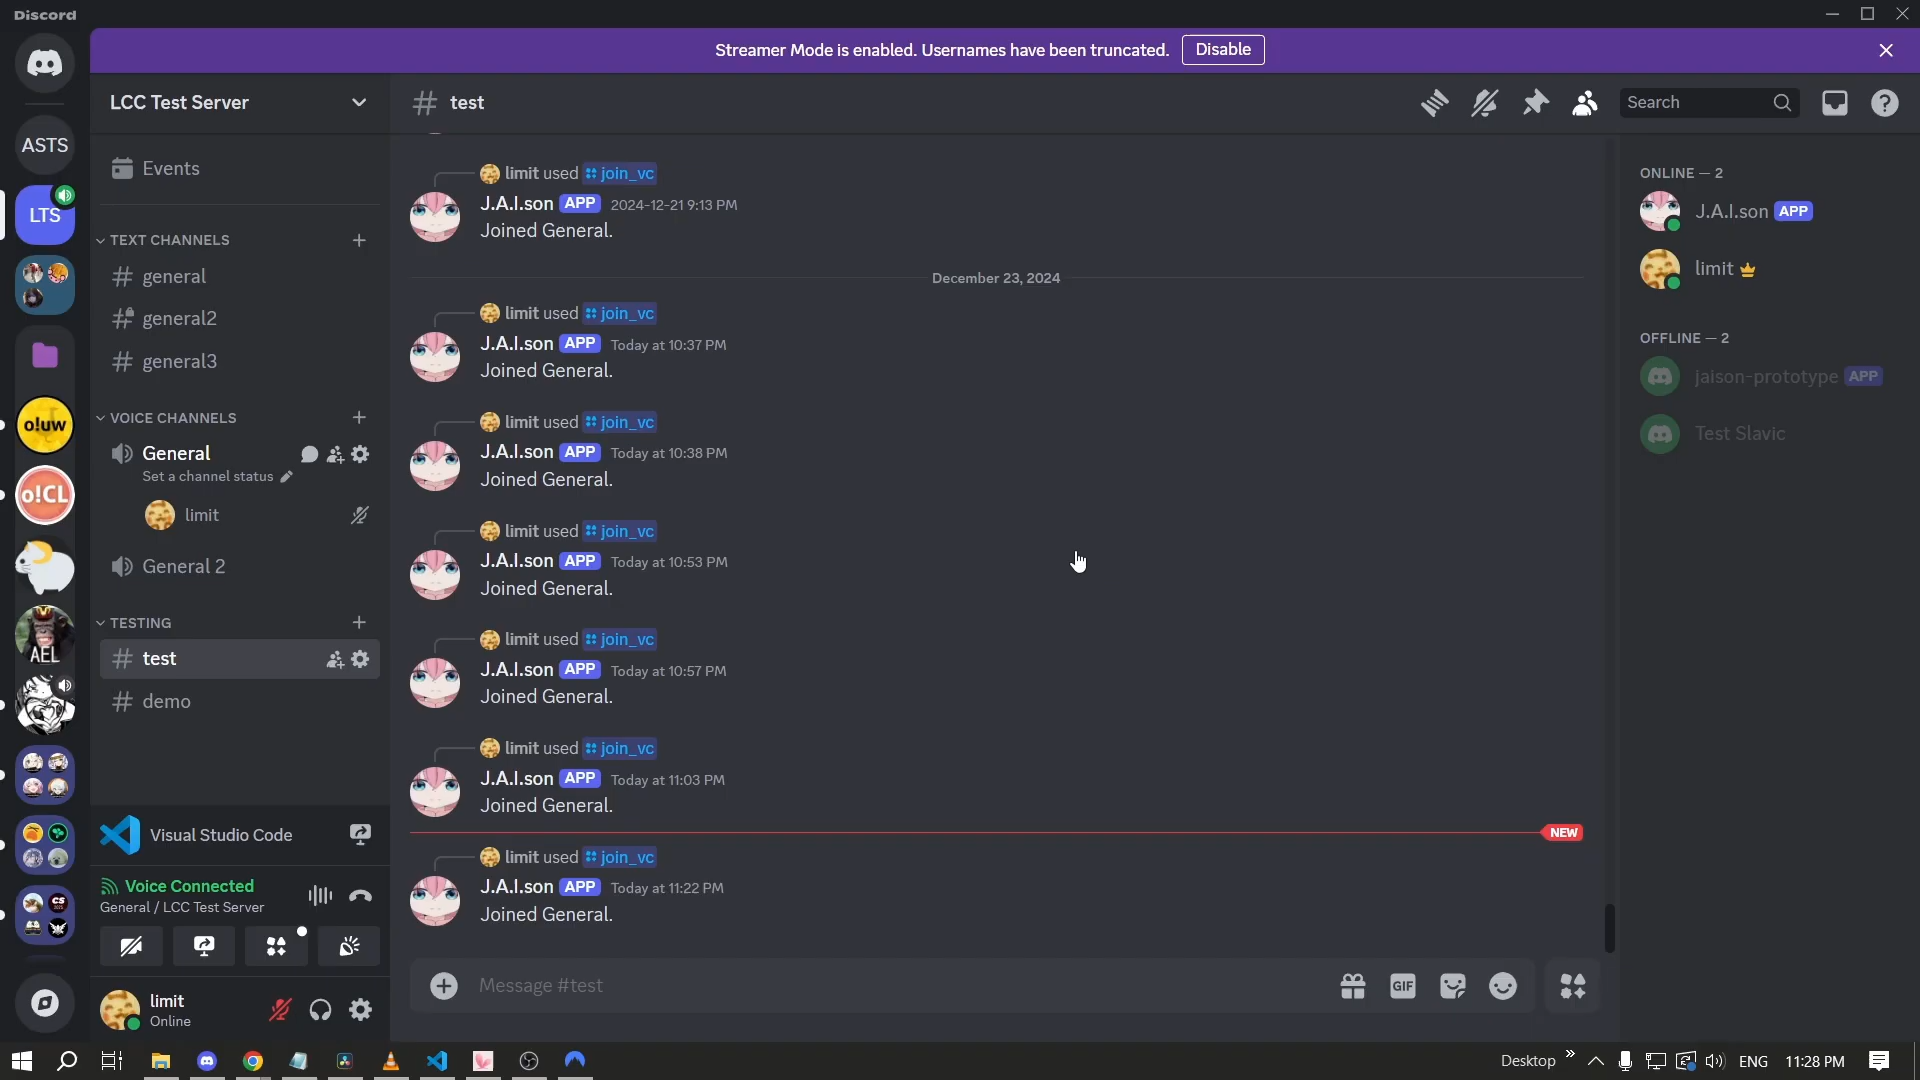 Discord
Streamer Mode is enabled. Usernames have been truncated. Disable
LCC Test Server
# test
Search
ASTS
LTS
o!uw
o!CL
AEL
CS
Events
TEXT CHANNELS
general
general2
general3
VOICE CHANNELS
General
Set a channel status
limit
General 2
TESTING
test
demo
Visual Studio Code
Voice Connected
General / LCC Test Server
limit
Online
limit used join_vc
J.A.I.son APP 2024-12-21 9:13 PM
Joined General.
December 23, 2024
limit used join_vc
J.A.I.son APP Today at 10:37 PM
Joined General.
limit used join_vc
J.A.I.son APP Today at 10:38 PM
Joined General.
limit used join_vc
J.A.I.son APP Today at 10:53 PM
Joined General.
limit used join_vc
J.A.I.son APP Today at 10:57 PM
Joined General.
limit used join_vc
J.A.I.son APP Today at 11:03 PM
Joined General.
NEW
limit used join_vc
J.A.I.son APP Today at 11:22 PM
Joined General.
Message #test
GIF
ONLINE — 2
J.A.I.son APP
limit
OFFLINE — 2
jaison-prototype APP
Test Slavic
Desktop
ENG
11:28 PM